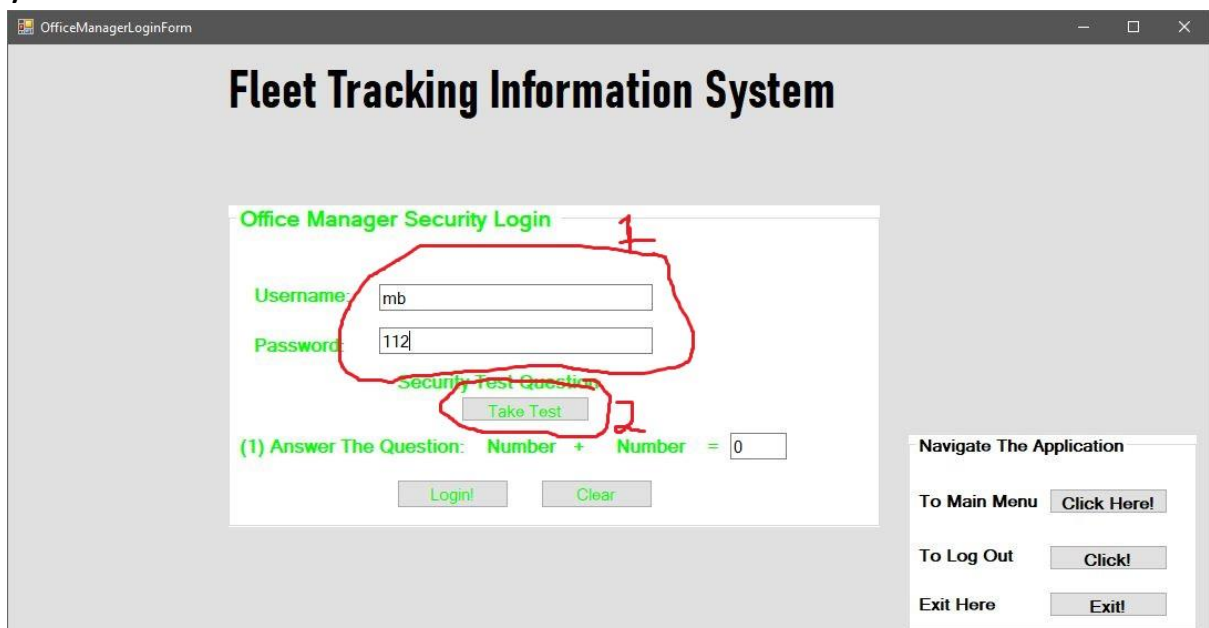 OfficeManagerLoginForm
Fleet Tracking Information System
Office Manager Security Login
1
Username: mb
Password: 112
Security Test Question
Take Test
2
(1) Answer The Question: Number + Number = 0
Login! Clear
Navigate The Application
To Main Menu Click Here!
To Log Out Click!
Exit Here Exit!